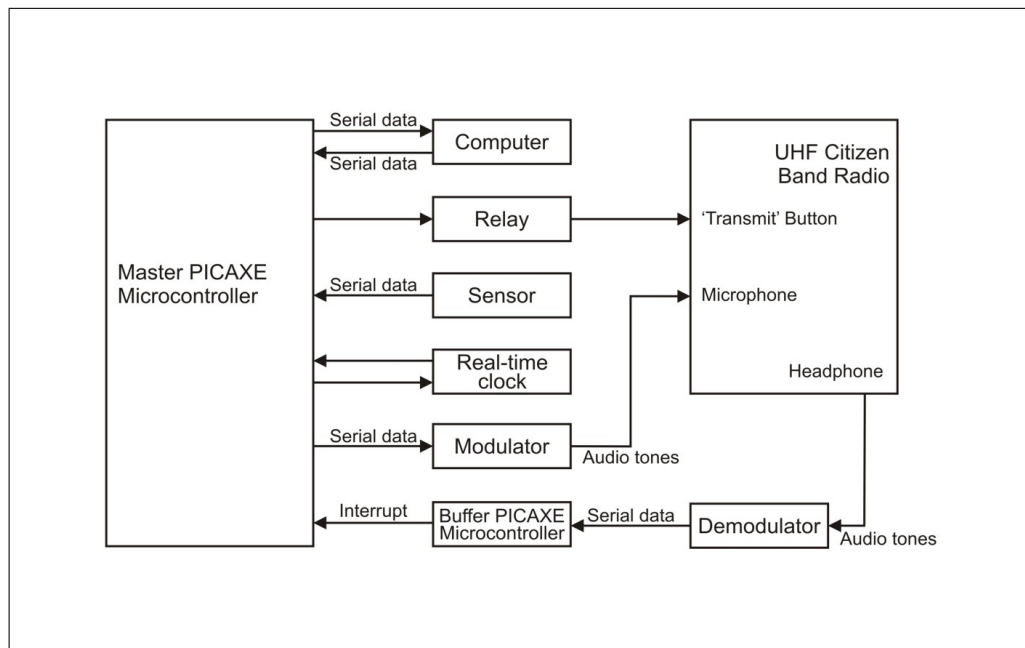 Serial data
Computer
Serial data
UHF Citizen
Band Radio
Relay
‘Transmit’ Button
Master PICAXE
Microcontroller
Serial data
Sensor
Microphone
Real-time
clock
Headphone
Serial data
Modulator
Audio tones
Interrupt
Buffer PICAXE
Microcontroller
Serial data
Demodulator
Audio tones